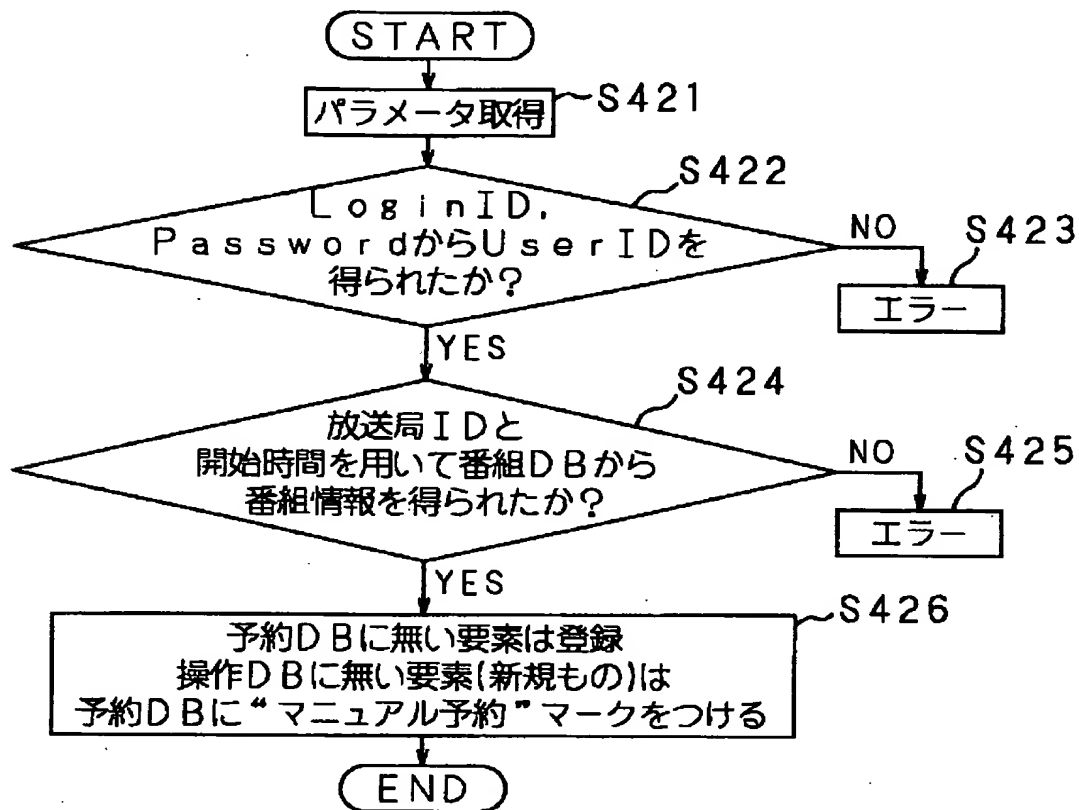 START
パラメータ取得
S421
S422
LoginID,
PasswordからUserIDを
得られたか?
NO
S423
エラー
YES
S424
放送局IDと
開始時間を用いて番組DBから
番組情報を得られたか?
NO
S425
エラー
YES
S426
予約DBに無い要素は登録
操作DBに無い要素(新規もの)は
予約DBに“マニュアル予約”マークをつける
END